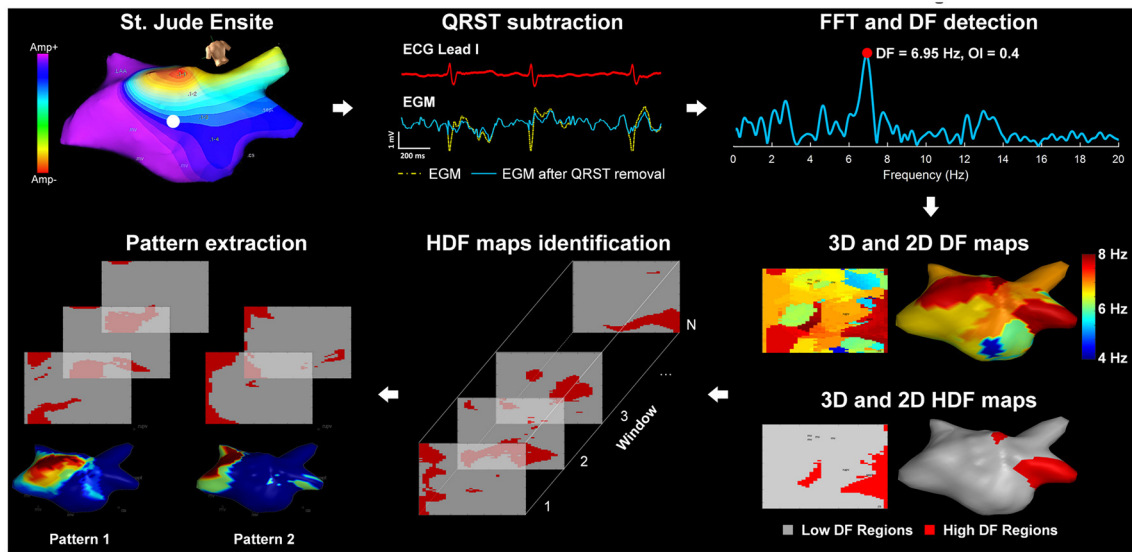 St. Jude Ensite
Amp+
Amp-
LAA
QRST subtraction
ECG Lead I
EGM
1 mV
200 ms
EGM
EGM after QRST removal
FFT and DF detection
DF = 6.95 Hz, OI = 0.4
0 2 4 6 8 10 12 14 16 18 20
Frequency (Hz)
3D and 2D DF maps
8 Hz
6 Hz
4 Hz
3D and 2D HDF maps
Low DF Regions
High DF Regions
HDF maps identification
N
...
3
2
1
Window
Pattern extraction
Pattern 1
Pattern 2